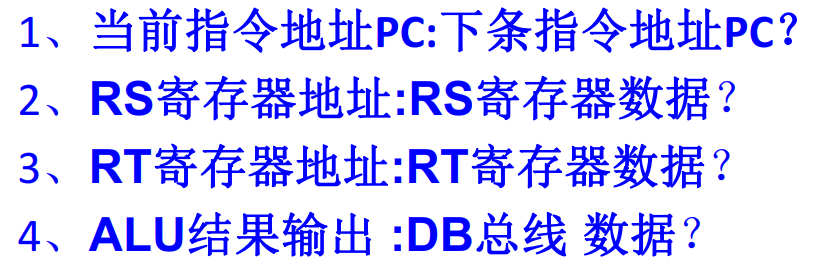 1、当前指令地址PC:下条指令地址PC?
2、RS寄存器地址:RS寄存器数据？
3、RT寄存器地址:RT寄存器数据？
4、ALU结果输出 :DB总线 数据？